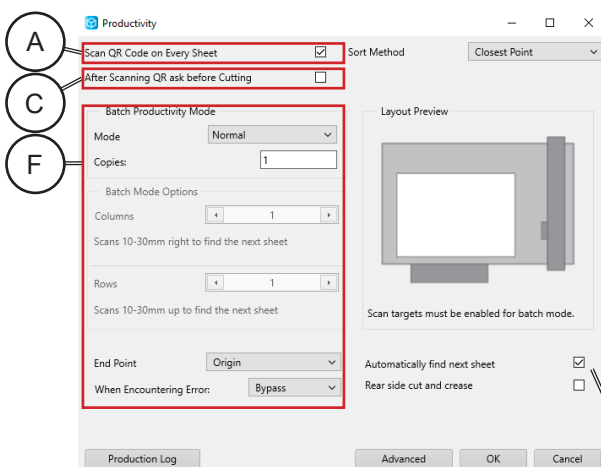 Productivity
A
Scan QR Code on Every Sheet
Sort Method
Closest Point
C
After Scanning QR ask before Cutting
F
Batch Productivity Mode
Mode
Normal
Copies:
1
Batch Mode Options
Columns
1
Scans 10-30mm right to find the next sheet
Rows
1
Scans 10-30mm up to find the next sheet
End Point
Origin
When Encountering Error:
Bypass
Layout Preview
Scan targets must be enabled for batch mode.
Automatically find next sheet
Rear side cut and crease
Production Log
Advanced
OK
Cancel